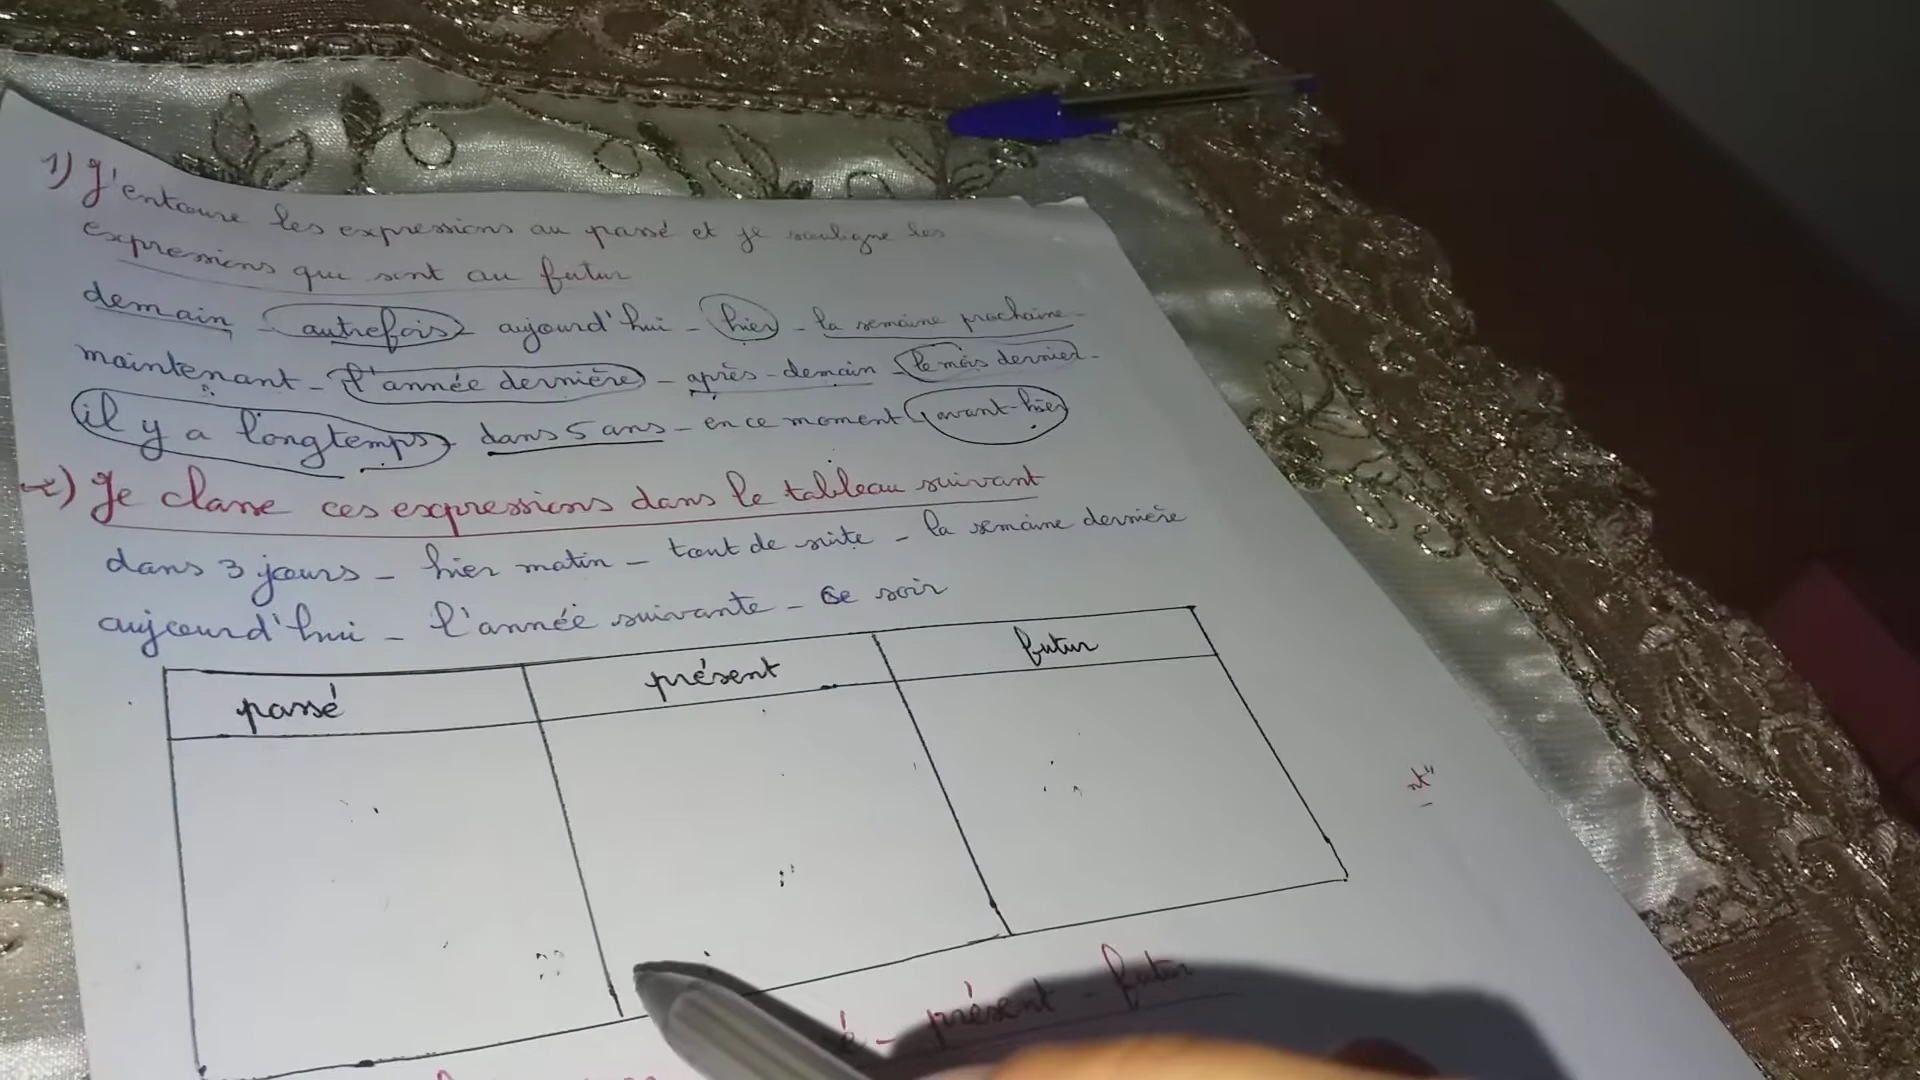 1) J'entoure les expressions au passé et je souligne les
expressions qui sont au futur
demain - autrefois - aujourd'hui - hier - la semaine prochaine -
maintenant - l'année dernière - après-demain - le mois dernier -
il y a longtemps - dans 5 ans - en ce moment - avant-hier
2) Je classe ces expressions dans le tableau suivant
dans 3 jours - hier matin - tout de suite - la semaine dernière
aujourd'hui - l'année suivante - ce soir
passé présent futur
é - présent - futur